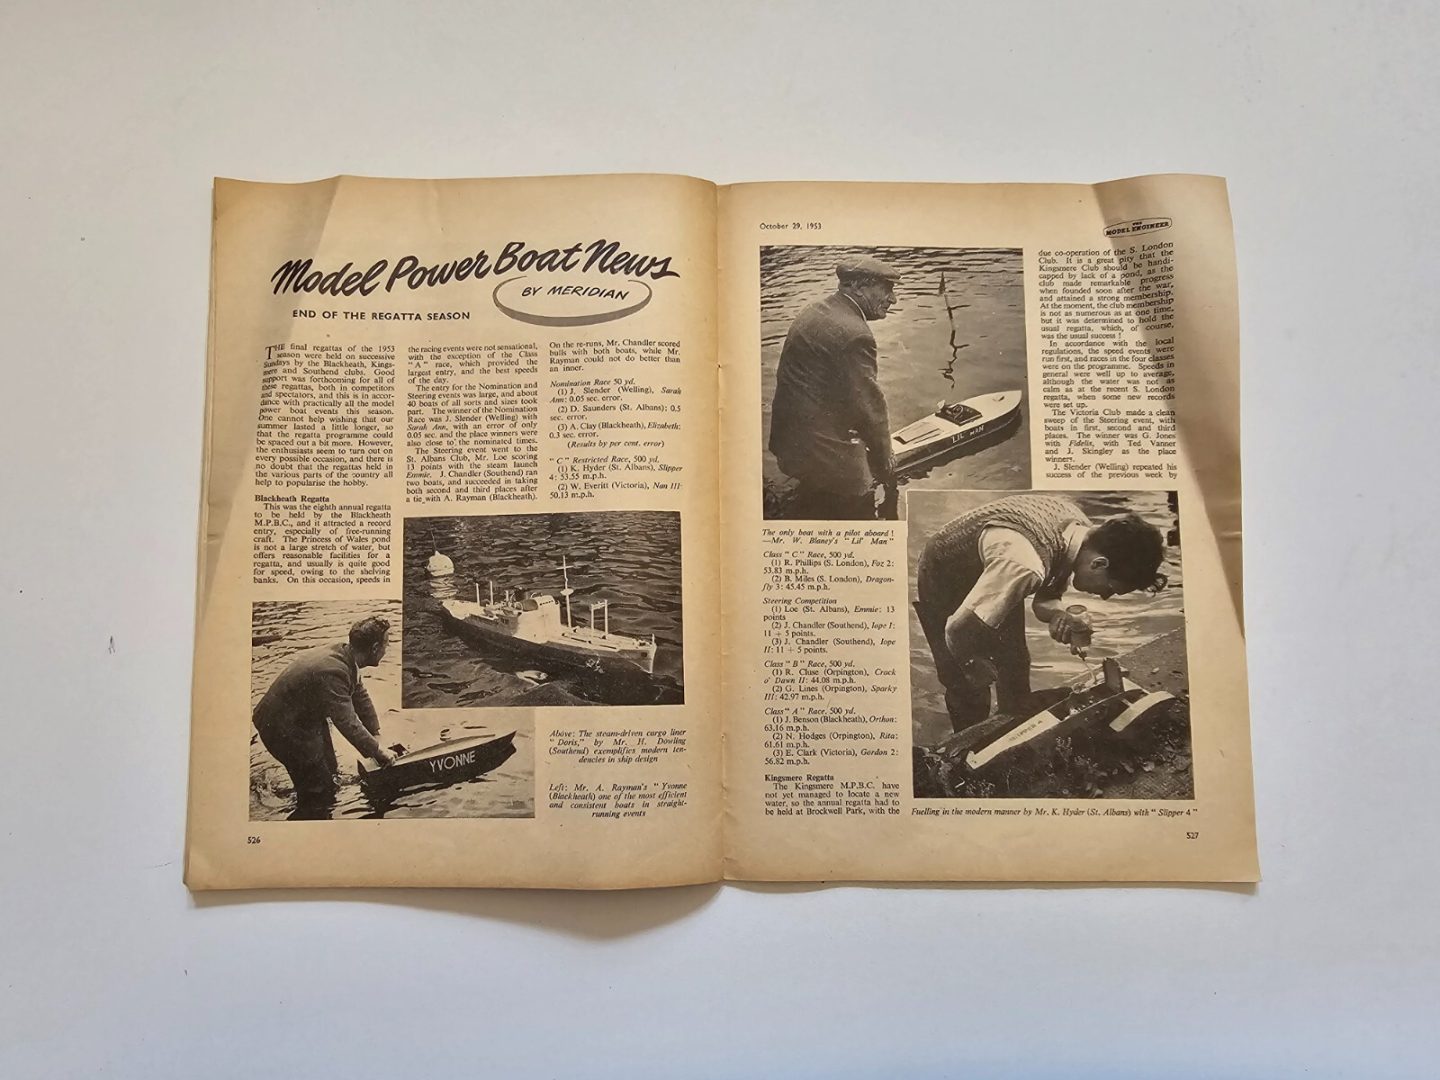 Model Power Boat News
BY MERIDIAN
END OF THE REGATTA SEASON
THE final regattas of the 1953
season were held on successive
Sundays by the Blackheath, Kings-
mere and Southend clubs. Good
support was forthcoming for all of
these regattas, both in competitors
and spectators, and this is in accor-
dance with practically all the model
power boat events this season.
One cannot help wishing that our
summer lasted a little longer, so
that the regatta programme could
be spaced out a bit more. However,
the enthusiasts seem to turn out on
every possible occasion, and there is
no doubt that the regattas held in
the various parts of the country all
help to popularise the hobby.
Blackheath Regatta
This was the eighth annual regatta
to be held by the Blackheath
M.P.B.C., and it attracted a record
entry, especially of free-running
craft. The Princess of Wales pond
is not a large stretch of water, but
offers reasonable facilities for a
regatta, and usually is quite good
for speed, owing to the shelving
banks. On this occasion, speeds in
the racing events were not sensational,
with the exception of the Class
"A" race, which provided the
largest entry, and the best speeds
of the day.
The entry for the Nomination and
Steering events was large, and about
40 boats of all sorts and sizes took
part. The winner of the Nomination
Race was J. Slender (Welling) with
Sarah Ann, with an error of only
0.05 sec. and the place winners were
also close to the nominated times.
The Steering event went to the
St. Albans Club, Mr. Loe scoring
13 points with the steam launch
Emmie. J. Chandler (Southend) ran
two boats, and succeeded in taking
both second and third places after
a tie with A. Rayman (Blackheath).
On the re-runs, Mr. Chandler scored
bulls with both boats, while Mr.
Rayman could not do better than
an inner.
Nomination Race 50 yd.
(1) J. Slender (Welling), Sarah
Ann: 0.05 sec. error.
(2) D. Saunders (St. Albans): 0.5
sec. error.
(3) A. Clay (Blackheath), Elizabeth:
0.3 sec. error.
(Results by per cent. error)
"C" Restricted Race, 500 yd.
(1) K. Hyder (St. Albans), Slipper
4: 53.55 m.p.h.
(2) W. Everitt (Victoria), Nan III:
50.13 m.p.h.
YVONNE
Above: The steam-driven cargo liner
"Doris," by Mr. H. Dowling
(Southend) exemplifies modern ten-
dencies in ship design
Left: Mr. A. Rayman's "Yvonne
(Blackheath) one of the most efficient
and consistent boats in straight-
running events
526
October 29, 1953
THE
MODEL ENGINEER
LIL MAN
The only boat with a pilot aboard!
—Mr. W. Blaney's "Lil' Man"
Class "C" Race, 500 yd.
(1) R. Phillips (S. London), Foz 2:
53.83 m.p.h.
(2) B. Miles (S. London), Dragon-
fly 3: 45.45 m.p.h.
Steering Competition
(1) Loe (St. Albans), Emmie: 13
points
(2) J. Chandler (Southend), Iope I:
11 + 5 points.
(3) J. Chandler (Southend), Iope
II: 11 + 5 points.
Class "B" Race, 500 yd.
(1) R. Cluse (Orpington), Crack
o' Dawn II: 44.08 m.p.h.
(2) G. Lines (Orpington), Sparky
III: 42.97 m.p.h.
Class "A" Race, 500 yd.
(1) J. Benson (Blackheath), Orthon:
63.16 m.p.h.
(2) N. Hodges (Orpington), Rita:
61.61 m.p.h.
(3) E. Clark (Victoria), Gordon 2:
56.82 m.p.h.
Kingsmere Regatta
The Kingsmere M.P.B.C. have
not yet managed to locate a new
water, so the annual regatta had to
be held at Brockwell Park, with the
due co-operation of the S. London
Club. It is a great pity that the
Kingsmere Club should be handi-
capped by lack of a pond, as the
club made remarkable progress
when founded soon after the war,
and attained a strong membership.
At the moment, the club membership
is not as numerous as at one time,
but it was determined to hold the
usual regatta, which, of course,
was the usual success!
In accordance with the local
regulations, the speed events were
run first, and races in the four classes
were on the programme. Speeds in
general were well up to average,
although the water was not as
calm as at the recent S. London
regatta, when some new records
were set up.
The Victoria Club made a clean
sweep of the Steering event, with
boats in first, second and third
places. The winner was G. Jones
with Fidelis, with Ted Vanner
and J. Skingley as the place
winners.
J. Slender (Welling) repeated his
success of the previous week by
Fuelling in the modern manner by Mr. K. Hyder (St. Albans) with "Slipper 4"
527